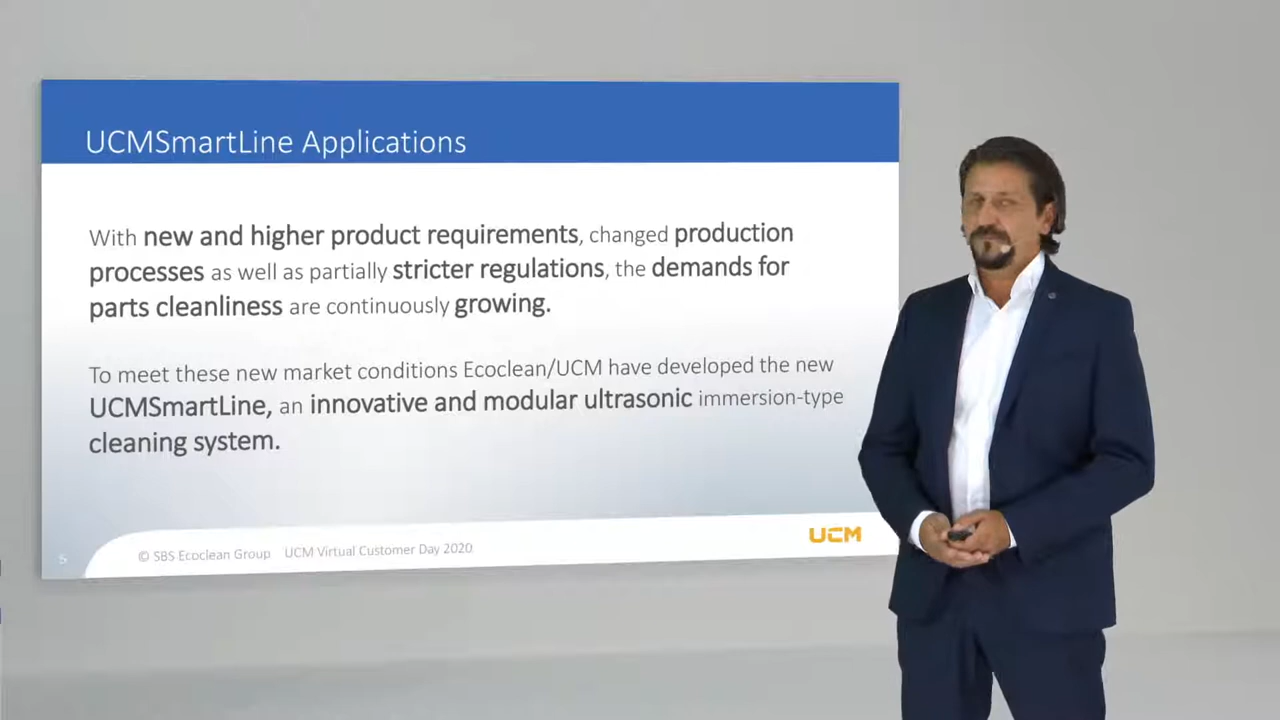 UCMSmartLine Applications
With new and higher product requirements, changed production
processes as well as partially stricter regulations, the demands for
parts cleanliness are continuously growing.
To meet these new market conditions Ecoclean/UCM have developed the new
UCMSmartLine, an innovative and modular ultrasonic immersion-type
cleaning system.
5
© SBS Ecoclean Group UCM Virtual Customer Day 2020
UCM